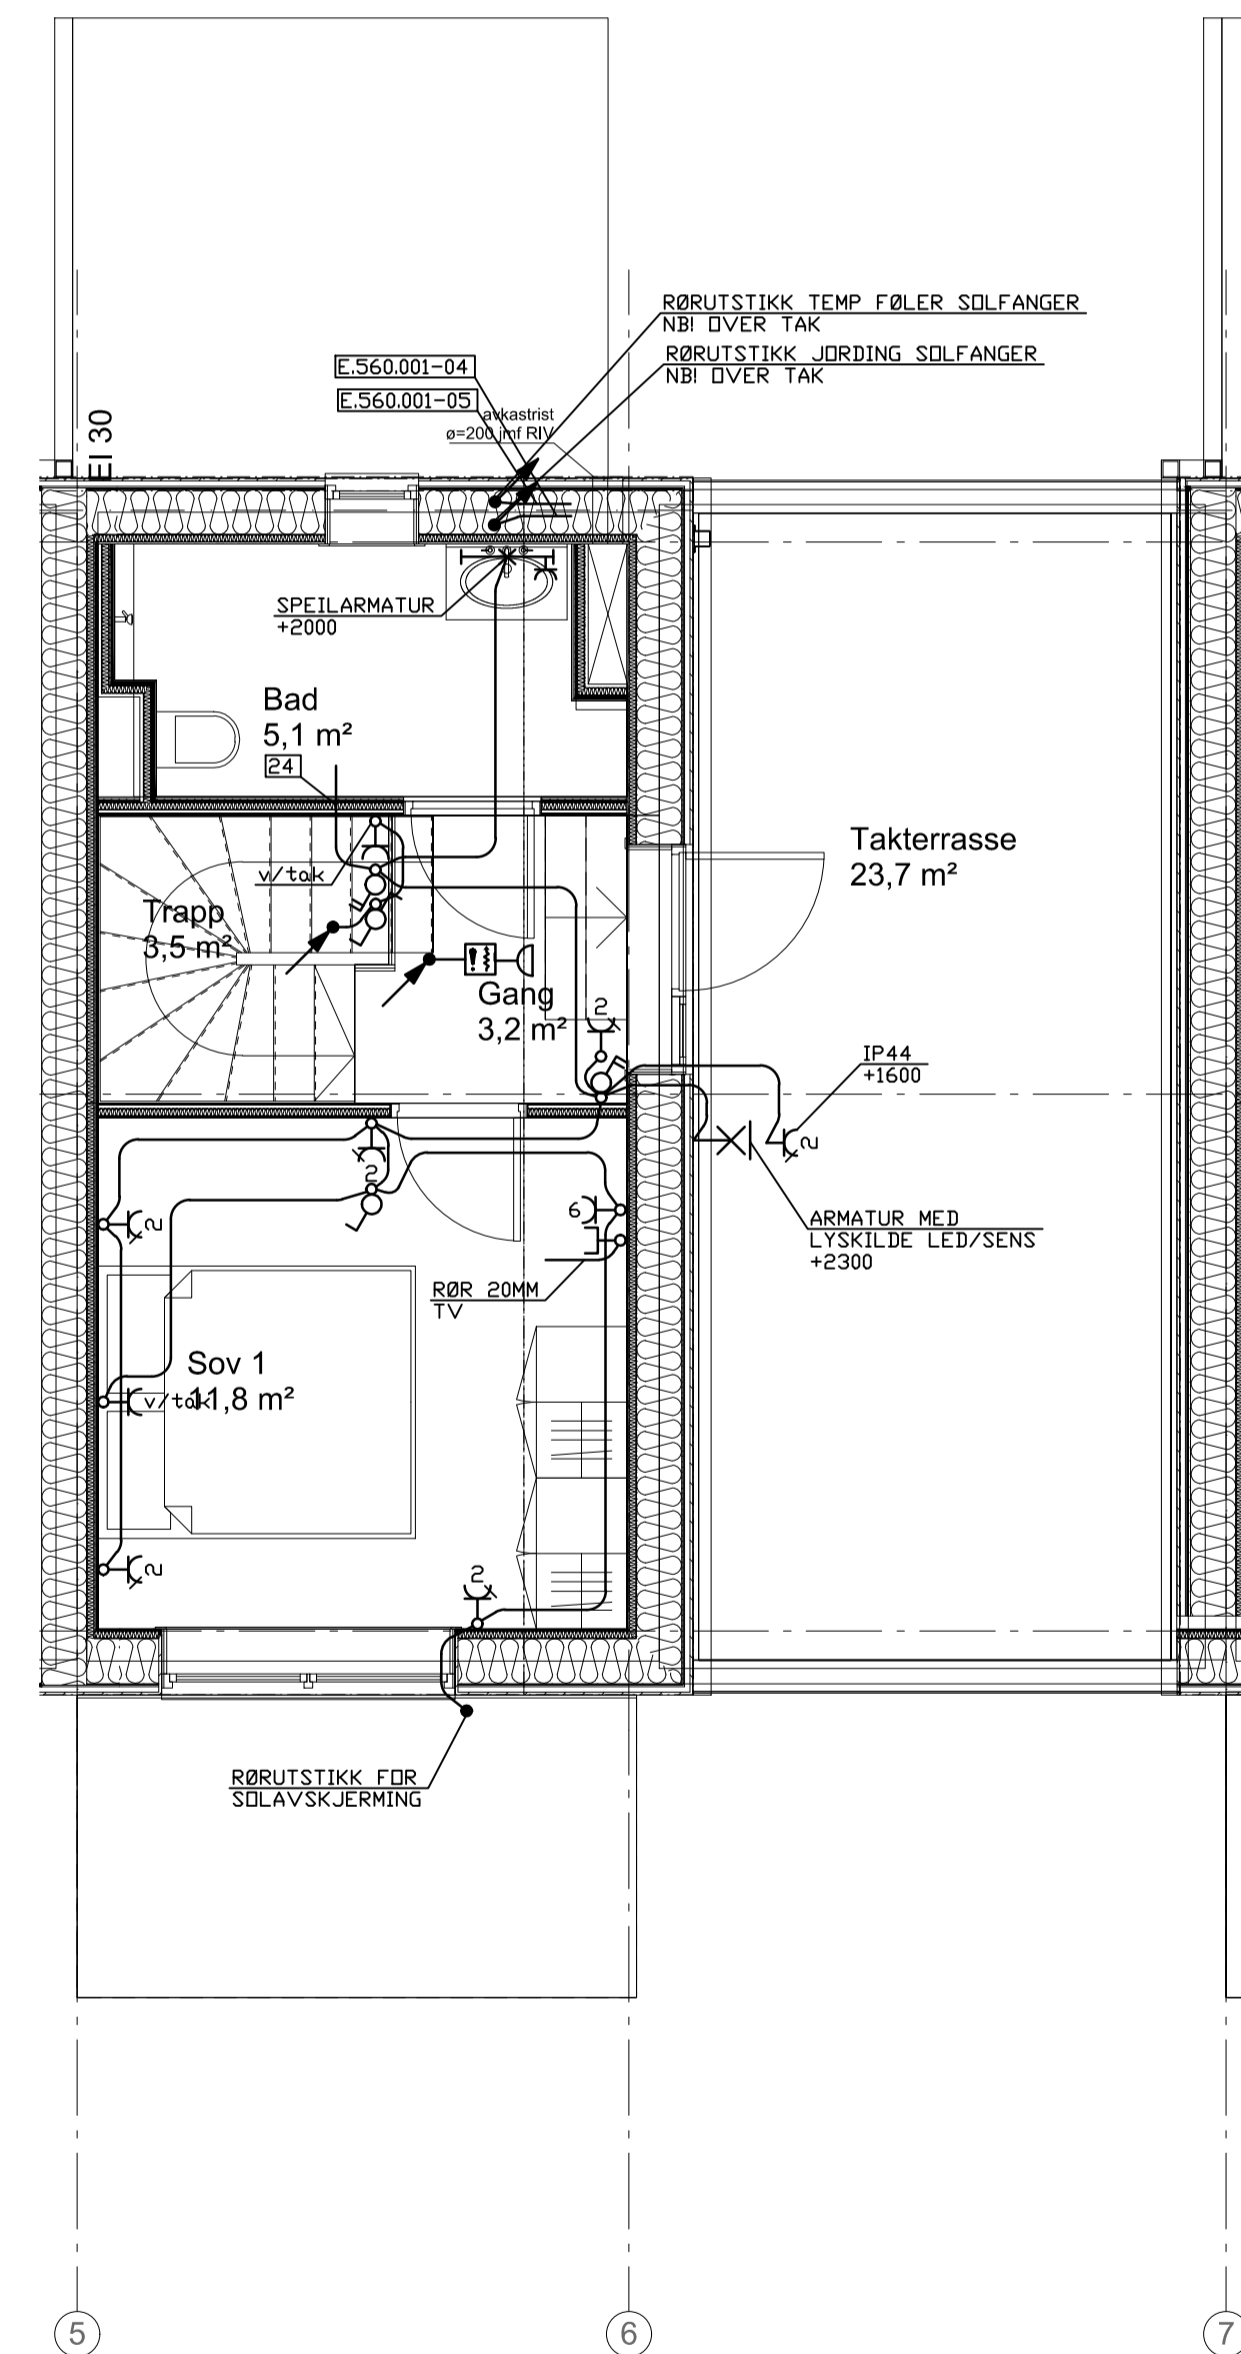 RØRUTSTIKK TEMP FØLER SOLFANGER
NB! OVER TAK
RØRUTSTIKK JORDING SOLFANGER
NB! OVER TAK
E.560.001-04
E.560.001-05
avkastrist
ø=200 jmf RIV
EI 30
SPEILARMATUR
+2000
Bad
5,1 m²
24
v/tak
Trapp
3,5 m²
Gang
3,2 m²
2
Takterrasse
23,7 m²
IP44
+1600
2
ARMATUR MED
LYSKILDE LED/SENS
+2300
2
2
6
RØR 20MM
TV
Sov 1
11,8 m²
v/tak
2
2
RØRUTSTIKK FOR
SOLAVSKJERMING
5
6
7